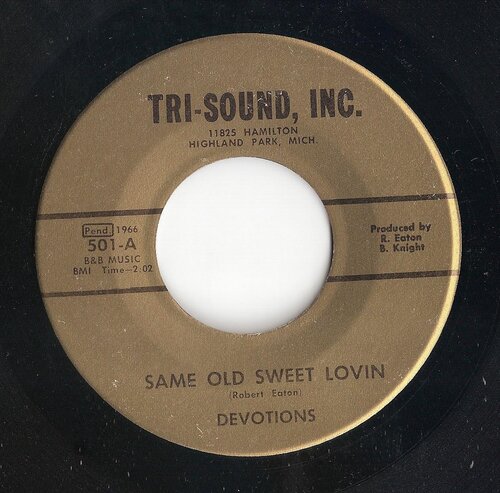 TRI-SOUND, INC.
11825 HAMILTON
HIGHLAND PARK, MICH.
Pend. 1966
501-A
B&B MUSIC
BMI Time-2:02
Produced by
R. Eaton
B. Knight
SAME OLD SWEET LOVIN
(Robert Eaton)
DEVOTIONS